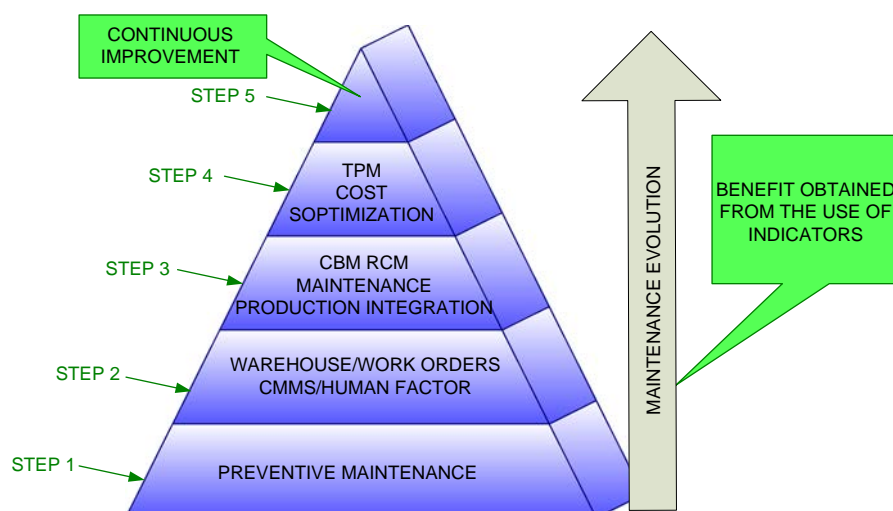 CONTINUOUS
IMPROVEMENT
STEP 5
STEP 4
TPM
COST
SOPTIMIZATION
STEP 3
CBM RCM
MAINTENANCE
PRODUCTION INTEGRATION
STEP 2
WAREHOUSE/WORK ORDERS
CMMS/HUMAN FACTOR
STEP 1
PREVENTIVE MAINTENANCE
MAINTENANCE EVOLUTION
BENEFIT OBTAINED
FROM THE USE OF
INDICATORS